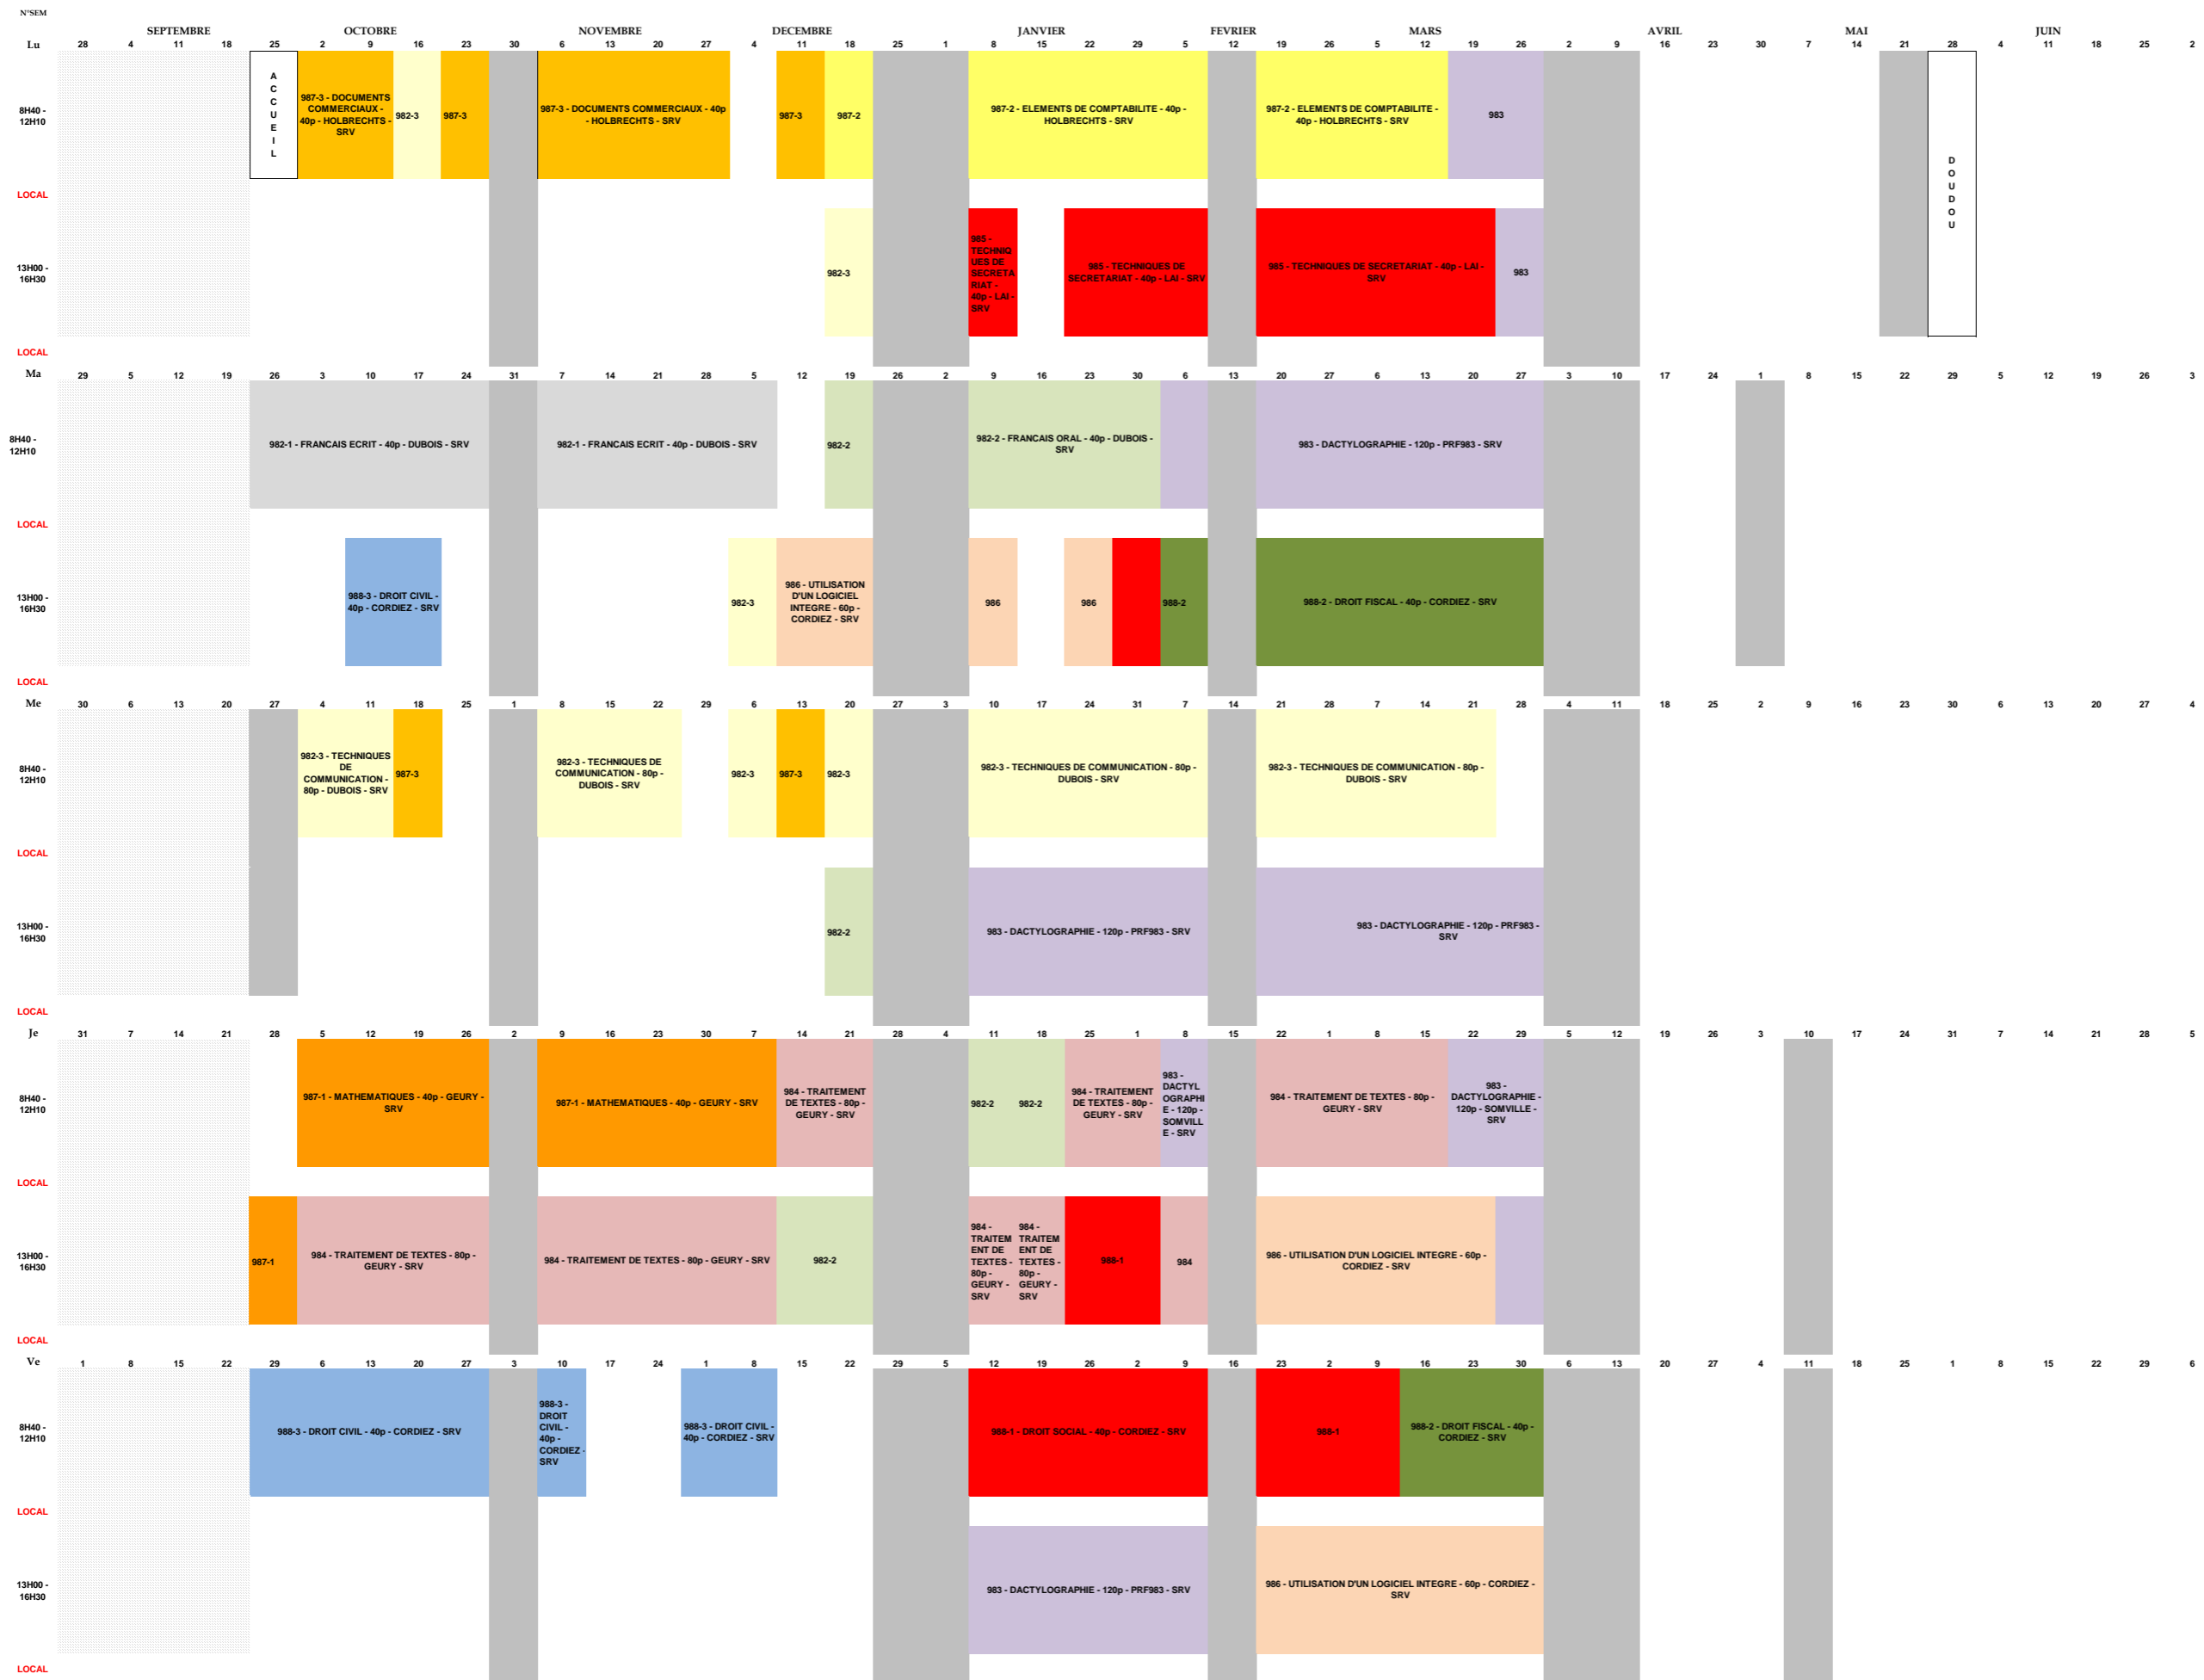 N°SEM
SEPTEMBRE OCTOBRE NOVEMBRE DECEMBRE JANVIER FEVRIER MARS AVRIL MAI JUIN
Lu 28 4 11 18 25 2 9 16 23 30 6 13 20 27 4 11 18 25 1 8 15 22 29 5 12 19 26 5 12 19 26 2 9 16 23 30 7 14 21 28 4 11 18 25 2
8H40 -
12H10
A
C
C
U
E
I
L
987-3 - DOCUMENTS
COMMERCIAUX -
40p - HOLBRECHTS -
SRV
982-3
987-3
987-3 - DOCUMENTS COMMERCIAUX - 40p
- HOLBRECHTS - SRV
987-3
987-2
987-2 - ELEMENTS DE COMPTABILITE - 40p -
HOLBRECHTS - SRV
987-2 - ELEMENTS DE COMPTABILITE -
40p - HOLBRECHTS - SRV
983
D
O
U
D
O
U
LOCAL
13H00 -
16H30
982-3
985 -
TECHNIQ
UES DE
SECRETA
RIAT -
40p - LAI -
SRV
985 - TECHNIQUES DE
SECRETARIAT - 40p - LAI - SRV
985 - TECHNIQUES DE SECRETARIAT - 40p - LAI -
SRV
983
LOCAL
Ma 29 5 12 19 26 3 10 17 24 31 7 14 21 28 5 12 19 26 2 9 16 23 30 6 13 20 27 6 13 20 27 3 10 17 24 1 8 15 22 29 5 12 19 26 3
8H40 -
12H10
982-1 - FRANCAIS ECRIT - 40p - DUBOIS - SRV
982-1 - FRANCAIS ECRIT - 40p - DUBOIS - SRV
982-2
982-2 - FRANCAIS ORAL - 40p - DUBOIS -
SRV
983 - DACTYLOGRAPHIE - 120p - PRF983 - SRV
LOCAL
13H00 -
16H30
988-3 - DROIT CIVIL -
40p - CORDIEZ - SRV
982-3
986 - UTILISATION
D'UN LOGICIEL
INTEGRE - 60p -
CORDIEZ - SRV
986
986
988-2
988-2 - DROIT FISCAL - 40p - CORDIEZ - SRV
LOCAL
Me 30 6 13 20 27 4 11 18 25 1 8 15 22 29 6 13 20 27 3 10 17 24 31 7 14 21 28 7 14 21 28 4 11 18 25 2 9 16 23 30 6 13 20 27 4
8H40 -
12H10
982-3 - TECHNIQUES
DE
COMMUNICATION -
80p - DUBOIS - SRV
987-3
982-3 - TECHNIQUES DE
COMMUNICATION - 80p -
DUBOIS - SRV
982-3
987-3
982-3
982-3 - TECHNIQUES DE COMMUNICATION - 80p -
DUBOIS - SRV
982-3 - TECHNIQUES DE COMMUNICATION - 80p -
DUBOIS - SRV
LOCAL
13H00 -
16H30
982-2
983 - DACTYLOGRAPHIE - 120p - PRF983 - SRV
983 - DACTYLOGRAPHIE - 120p - PRF983 -
SRV
LOCAL
Je 31 7 14 21 28 5 12 19 26 2 9 16 23 30 7 14 21 28 4 11 18 25 1 8 15 22 1 8 15 22 29 5 12 19 26 3 10 17 24 31 7 14 21 28 5
8H40 -
12H10
987-1 - MATHEMATIQUES - 40p - GEURY -
SRV
987-1 - MATHEMATIQUES - 40p - GEURY - SRV
984 - TRAITEMENT
DE TEXTES - 80p -
GEURY - SRV
982-2
982-2
984 - TRAITEMENT
DE TEXTES - 80p -
GEURY - SRV
983 -
DACTYL
OGRAPHI
E - 120p -
SOMVILL
E - SRV
984 - TRAITEMENT DE TEXTES - 80p -
GEURY - SRV
983 -
DACTYLOGRAPHIE -
120p - SOMVILLE -
SRV
LOCAL
13H00 -
16H30
987-1
984 - TRAITEMENT DE TEXTES - 80p -
GEURY - SRV
984 - TRAITEMENT DE TEXTES - 80p - GEURY - SRV
982-2
984 -
TRAITEM
ENT DE
TEXTES -
80p -
GEURY -
SRV
984 -
TRAITEM
ENT DE
TEXTES -
80p -
GEURY -
SRV
988-1
984
986 - UTILISATION D'UN LOGICIEL INTEGRE - 60p -
CORDIEZ - SRV
LOCAL
Ve 1 8 15 22 29 6 13 20 27 3 10 17 24 1 8 15 22 29 5 12 19 26 2 9 16 23 2 9 16 23 30 6 13 20 27 4 11 18 25 1 8 15 22 29 6
8H40 -
12H10
988-3 - DROIT CIVIL - 40p - CORDIEZ - SRV
988-3 -
DROIT
CIVIL -
40p -
CORDIEZ -
SRV
988-3 - DROIT CIVIL -
40p - CORDIEZ - SRV
988-1 - DROIT SOCIAL - 40p - CORDIEZ - SRV
988-1
988-2 - DROIT FISCAL - 40p -
CORDIEZ - SRV
LOCAL
13H00 -
16H30
983 - DACTYLOGRAPHIE - 120p - PRF983 - SRV
986 - UTILISATION D'UN LOGICIEL INTEGRE - 60p - CORDIEZ -
SRV
LOCAL